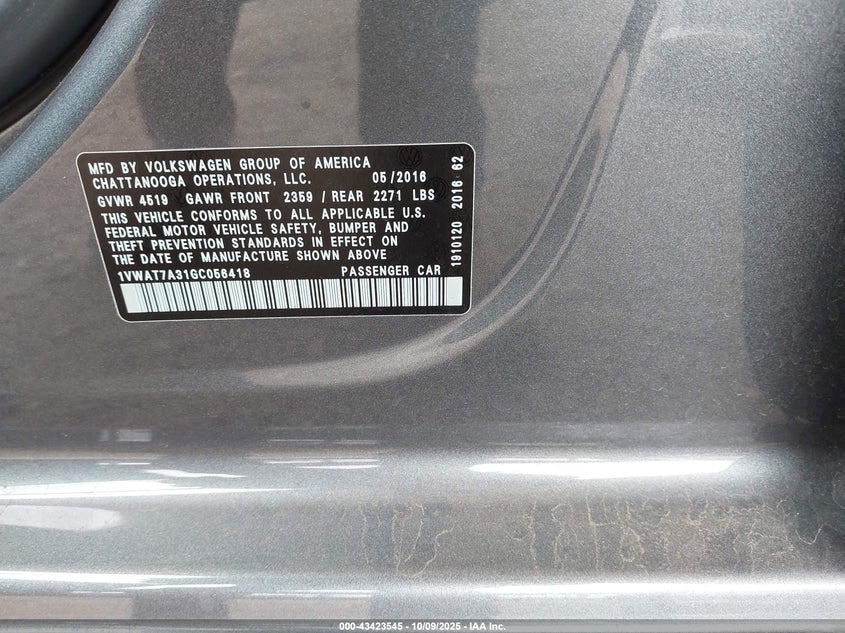 MFD BY VOLKSWAGEN GROUP OF AMERICA
CHATTANOOGA OPERATIONS, LLC. 05/2016
GVWR 4519 GAWR FRONT 2359 / REAR 2271 LBS
THIS VEHICLE CONFORMS TO ALL APPLICABLE U.S.
FEDERAL MOTOR VEHICLE SAFETY, BUMPER AND
THEFT PREVENTION STANDARDS IN EFFECT ON
THE DATE OF MANUFACTURE SHOWN ABOVE
1VWAT7A31GC056418 PASSENGER CAR
1910120 2016 62
000-43423545 - 10/09/2025 - IAA Inc.